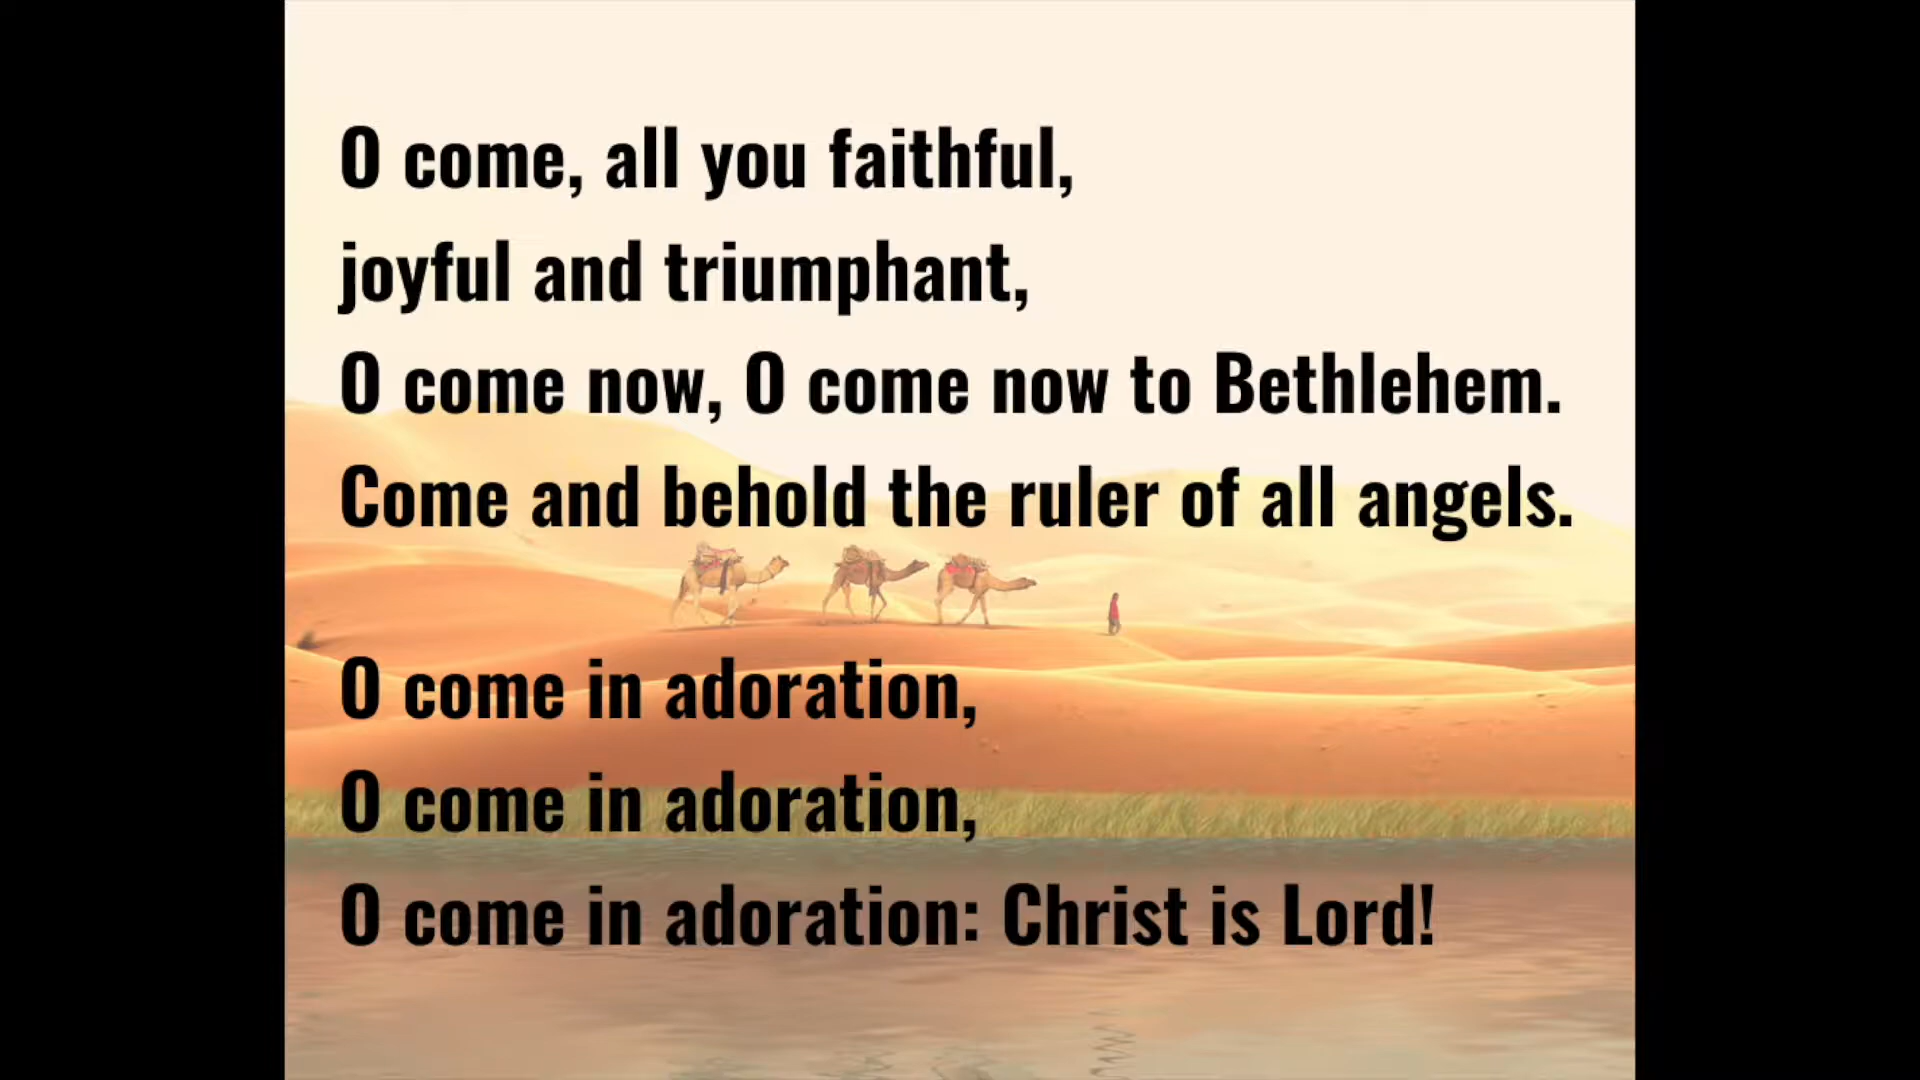 O come, all you faithful,
joyful and triumphant,
O come now, O come now to Bethlehem.
Come and behold the ruler of all angels.
O come in adoration,
O come in adoration,
O come in adoration: Christ is Lord!